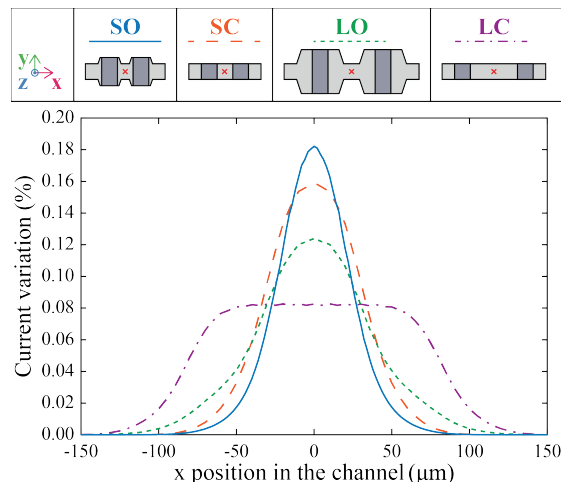 SO SC LO LC
y
z x
0.20
0.18
0.16
0.14
0.12
0.10
0.08
0.06
0.04
0.02
0.00
Current variation (%)
-150 -100 -50 0 50 100 150
x position in the channel (μm)